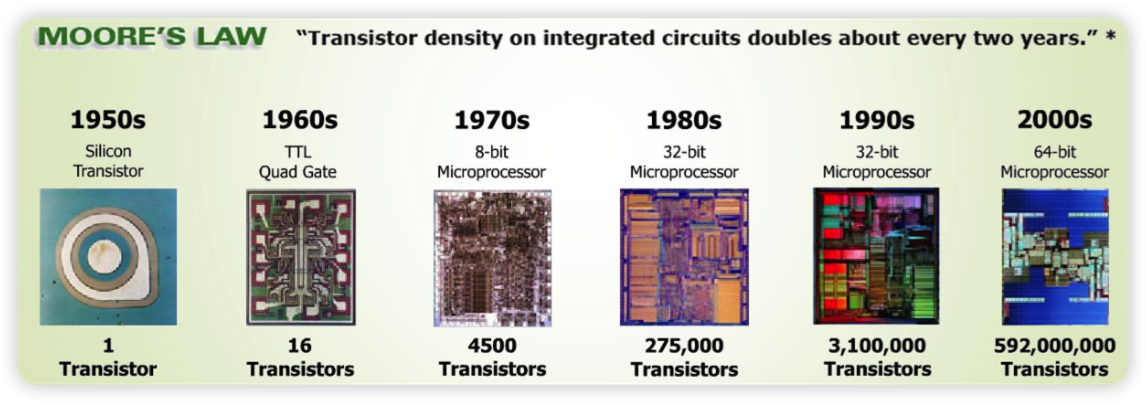 MOORE'S LAW “Transistor density on integrated circuits doubles about every two years.” *
1950s
Silicon
Transistor
1
Transistor
1960s
TTL
Quad Gate
16
Transistors
1970s
8-bit
Microprocessor
4500
Transistors
1980s
32-bit
Microprocessor
275,000
Transistors
1990s
32-bit
Microprocessor
3,100,000
Transistors
2000s
64-bit
Microprocessor
592,000,000
Transistors